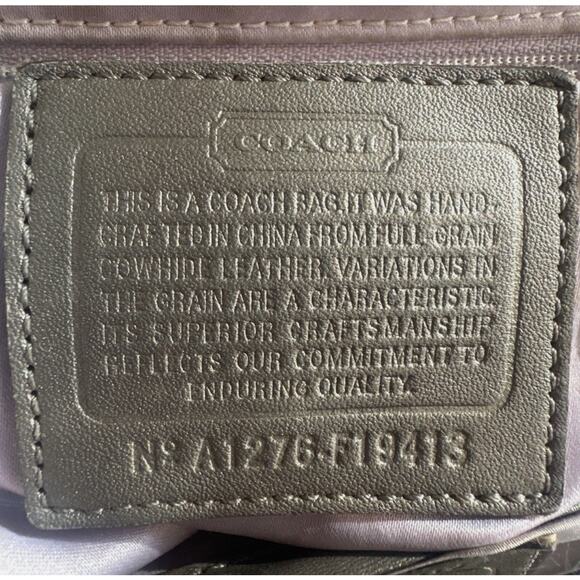 COACH
THIS IS A COACH BAG. IT WAS HAND-
CRAFTED IN CHINA FROM FULL GRAIN
COWHIDE LEATHER. VARIATIONS IN
THE GRAIN ARE A CHARACTERISTIC.
ITS SUPERIOR CRAFTSMANSHIP
REFLECTS OUR COMMITMENT TO
ENDURING QUALITY.
Nº A1276-F19413